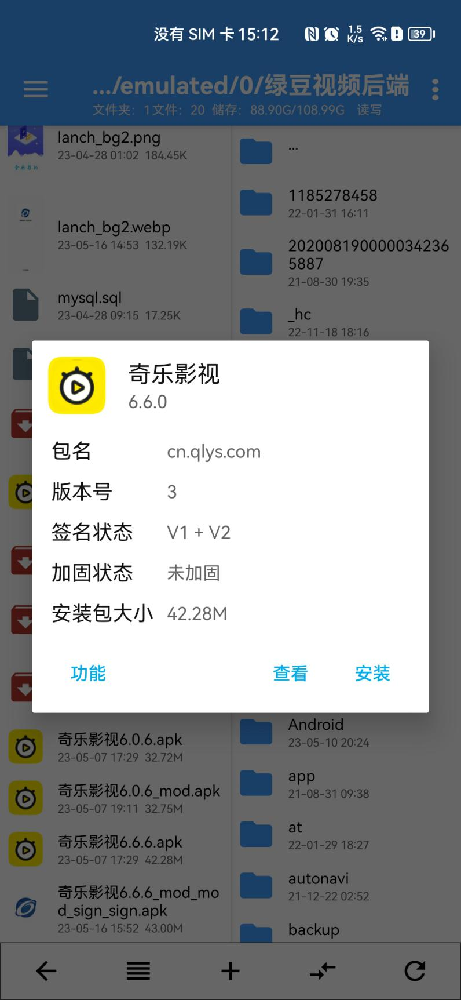 没有 SIM 卡 15:12
1.5 K/s
39
.../emulated/0/绿豆视频后端
文件夹: 1 文件: 20 储存: 88.90G/108.99G 读写
lanch_bg2.png
23-04-28 01:02 184.45K
lanch_bg2.webp
23-05-16 14:53 132.19K
mysql.sql
23-04-28 09:15 17.25K
...
1185278458
22-01-31 16:11
202008190000034236
5887
21-08-30 19:35
_hc
22-11-18 18:16
奇乐影视
6.6.0
包名 cn.qlys.com
版本号 3
签名状态 V1 + V2
加固状态 未加固
安装包大小 42.28M
功能 查看 安装
奇乐影视6.0.6.apk
23-05-07 17:29 32.72M
奇乐影视6.0.6_mod.apk
23-05-07 19:11 32.75M
奇乐影视6.6.6.apk
23-05-07 17:29 42.28M
奇乐影视6.6.6_mod_mo
d_sign_sign.apk
23-05-16 15:52 43.00M
Android
23-05-10 20:24
app
21-08-31 09:38
at
22-01-29 18:27
autonavi
21-12-22 02:52
backup